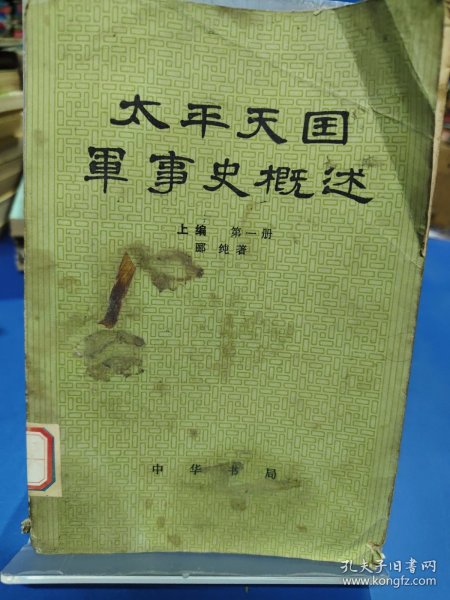 太平天囯
軍事史概述
上编 第一册
郦纯著
中华书局
孔夫子旧书网
www.kongfz.com